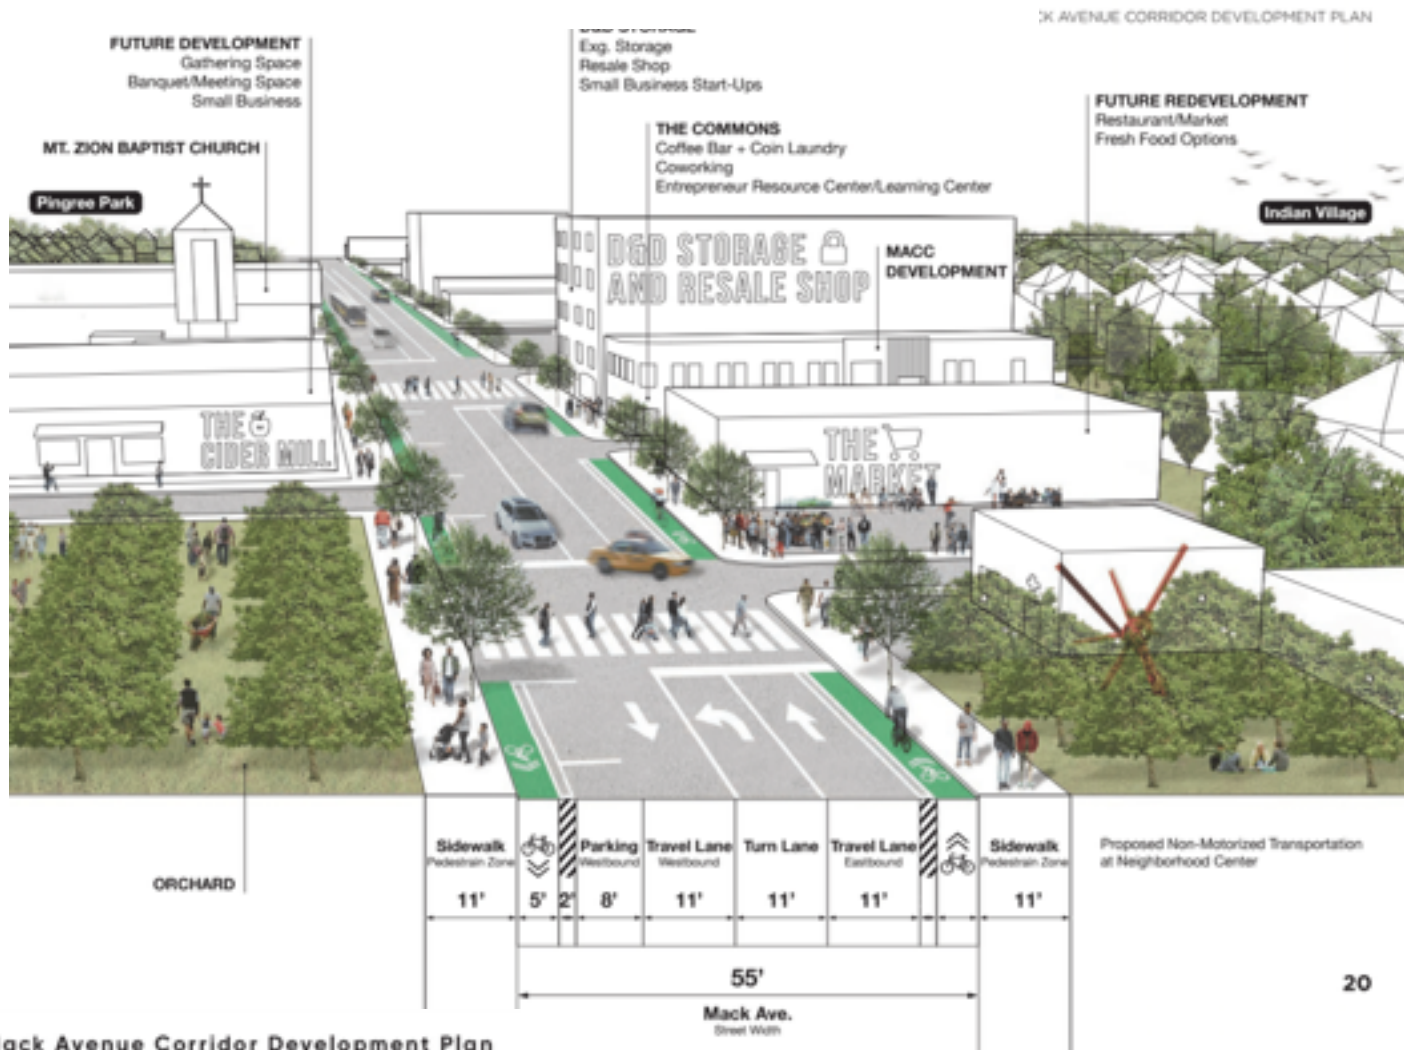 AVENUE CORRIDOR DEVELOPMENT PLAN
FUTURE DEVELOPMENT
Gathering Space
Banquet/Meeting Space
Small Business
MT. ZION BAPTIST CHURCH
Pingree Park
Exg. Storage
Resale Shop
Small Business Start-Ups
THE COMMONS
Coffee Bar + Coin Laundry
Coworking
Entrepreneur Resource Center/Learning Center
FUTURE REDEVELOPMENT
Restaurant/Market
Fresh Food Options
Indian Village
D&D STORAGE
AND RESALE SHOP
MACC
DEVELOPMENT
THE
CIDER MILL
THE
MARKET
ORCHARD
Sidewalk
Pedestrain Zone
11'
5'
2'
Parking
Westbound
8'
Travel Lane
Westbound
11'
Turn Lane
11'
Travel Lane
Eastbound
11'
Sidewalk
Pedestrain Zone
11'
Proposed Non-Motorized Transportation
at Neighborhood Center
55'
Mack Ave.
Street Width
20
Avenue Corridor Development Plan